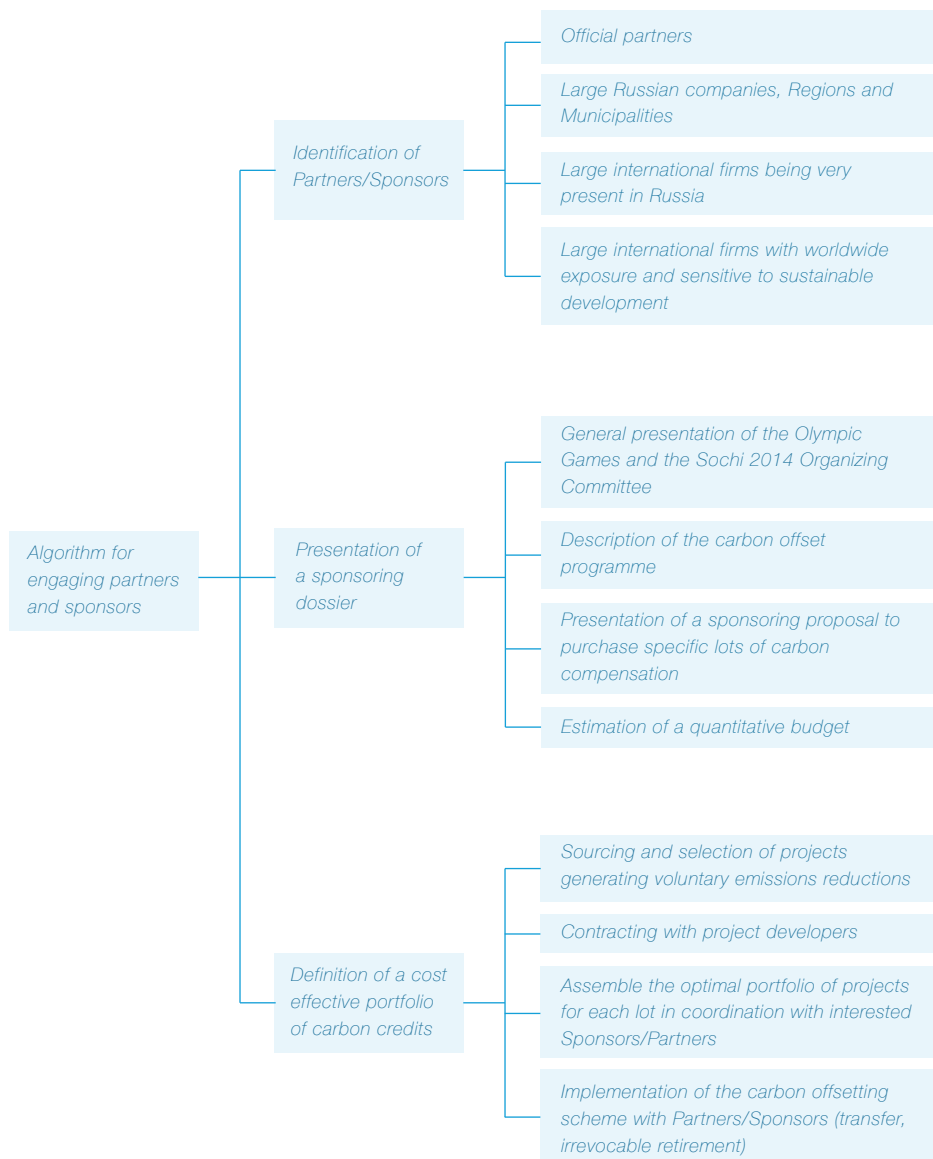 Algorithm for
engaging partners
and sponsors
Identification of
Partners/Sponsors
Official partners
Large Russian companies, Regions and
Municipalities
Large international firms being very
present in Russia
Large international firms with worldwide
exposure and sensitive to sustainable
development
Presentation of
a sponsoring
dossier
General presentation of the Olympic
Games and the Sochi 2014 Organizing
Committee
Description of the carbon offset
programme
Presentation of a sponsoring proposal to
purchase specific lots of carbon
compensation
Estimation of a quantitative budget
Definition of a cost
effective portfolio
of carbon credits
Sourcing and selection of projects
generating voluntary emissions reductions
Contracting with project developers
Assemble the optimal portfolio of projects
for each lot in coordination with interested
Sponsors/Partners
Implementation of the carbon offsetting
scheme with Partners/Sponsors (transfer,
irrevocable retirement)